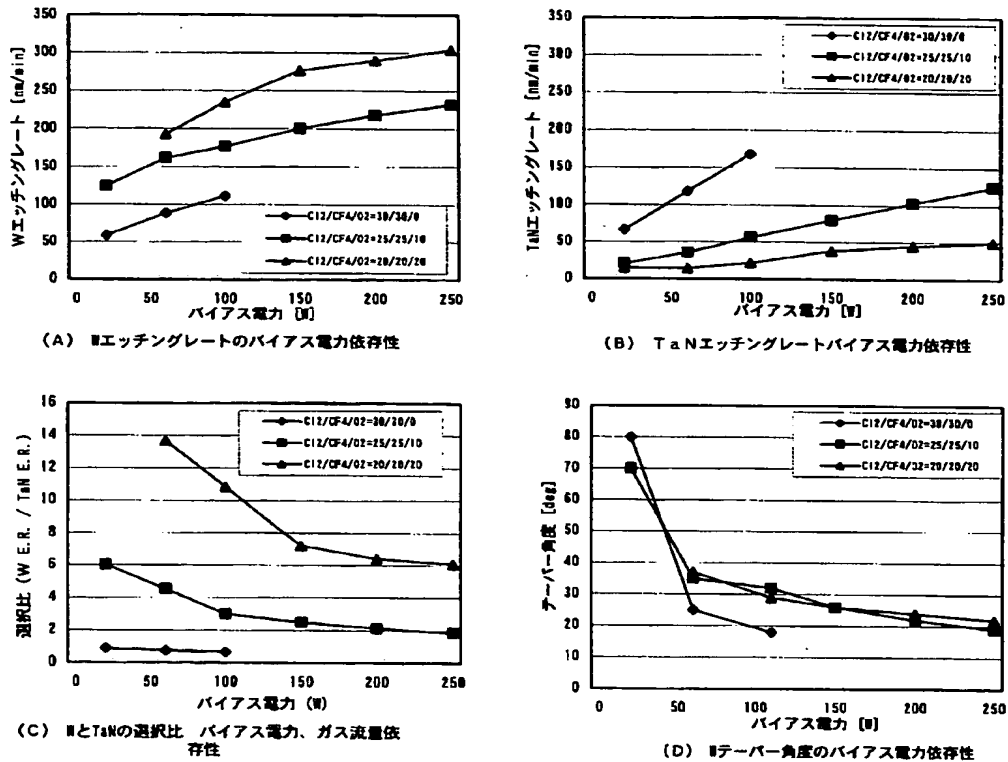 350
300
250
200
150
100
50
0
Wエッチングレート [nm/min]
Cl2/CF4/O2=30/30/0
Cl2/CF4/O2=25/25/10
Cl2/CF4/O2=20/20/20
0 50 100 150 200 250
バイアス電力 [W]
(A) Wエッチングレートのバイアス電力依存性
350
300
250
200
150
100
50
0
TaNエッチングレート [nm/min]
Cl2/CF4/O2=30/30/0
Cl2/CF4/O2=25/25/10
Cl2/CF4/O2=20/20/20
0 50 100 150 200 250
バイアス電力 [W]
(B) TaNエッチングレートバイアス電力依存性
16
14
12
10
8
6
4
2
0
選択比 (W E.R. / TaN E.R.)
Cl2/CF4/O2=30/30/0
Cl2/CF4/O2=25/25/10
Cl2/CF4/O2=20/20/20
0 50 100 150 200 250
バイアス電力 (W)
(C) WとTaNの選択比 バイアス電力、ガス流量依
存性
90
80
70
60
50
40
30
20
10
0
テーパー角度 [deg]
Cl2/CF4/O2=30/30/0
Cl2/CF4/O2=25/25/10
Cl2/CF4/O2=20/20/20
0 50 100 150 200 250
バイアス電力 [W]
(D) Wテーパー角度のバイアス電力依存性